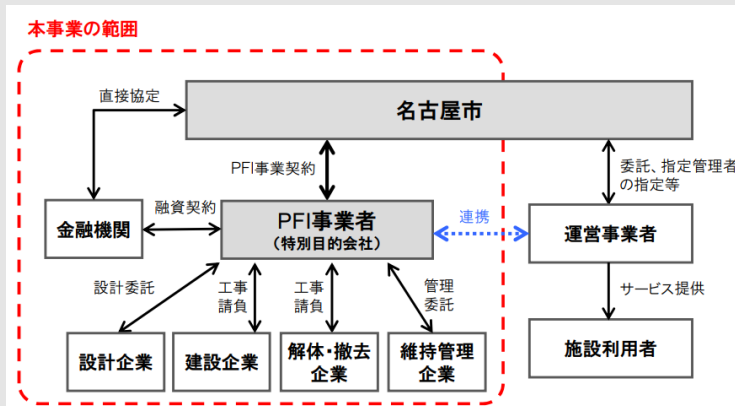 本事業の範囲
直接協定
名古屋市
PFI事業契約
委託、指定管理者
の指定等
融資契約
金融機関
PFI事業者
（特別目的会社）
連携
運営事業者
設計委託
工事
請負
工事
請負
管理
委託
サービス提供
設計企業
建設企業
解体・撤去
企業
維持管理
企業
施設利用者